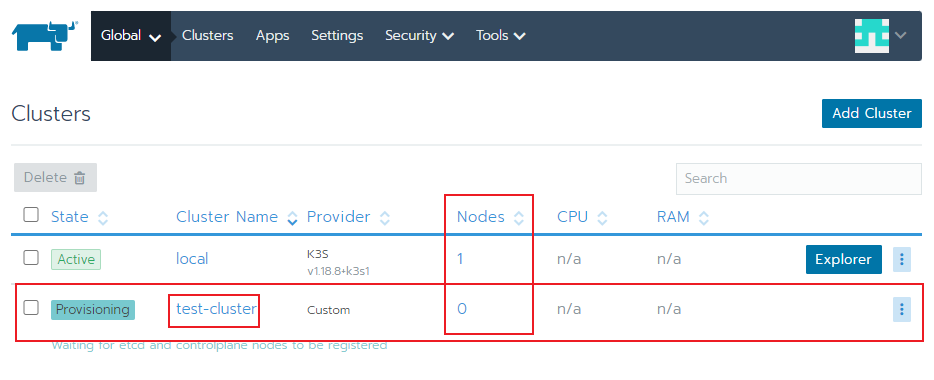 Global Clusters Apps Settings Security Tools
Clusters
Add Cluster
Delete
Search
State Cluster Name Provider Nodes CPU RAM
Active local K3S 1 n/a n/a Explorer
v1.18.8+k3s1
Provisioning test-cluster Custom 0 n/a n/a
Waiting for etcd and controlplane nodes to be registered